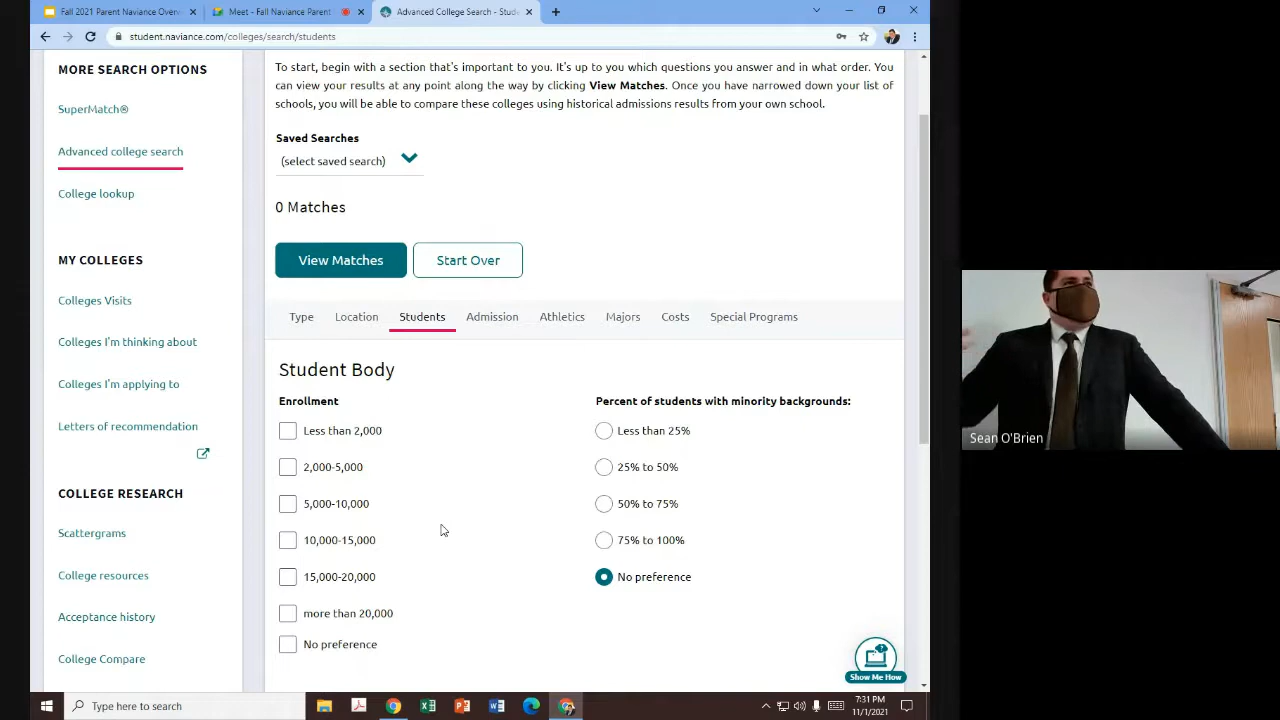 Fall 2021 Parent Naviance Overv
Meet - Fall Naviance Parent
Advanced College Search - Stude
student.naviance.com/colleges/search/students
MORE SEARCH OPTIONS
SuperMatch®
Advanced college search
College lookup
MY COLLEGES
Colleges Visits
Colleges I'm thinking about
Colleges I'm applying to
Letters of recommendation
COLLEGE RESEARCH
Scattergrams
College resources
Acceptance history
College Compare
To start, begin with a section that's important to you. It's up to you which questions you answer and in what order. You
can view your results at any point along the way by clicking View Matches. Once you have narrowed down your list of
schools, you will be able to compare these colleges using historical admissions results from your own school.
Saved Searches
(select saved search)
0 Matches
View Matches
Start Over
Type Location Students Admission Athletics Majors Costs Special Programs
Student Body
Enrollment
Less than 2,000
2,000-5,000
5,000-10,000
10,000-15,000
15,000-20,000
more than 20,000
No preference
Percent of students with minority backgrounds:
Less than 25%
25% to 50%
50% to 75%
75% to 100%
No preference
Show Me How
Sean O'Brien
Type here to search
7:31 PM
11/1/2021